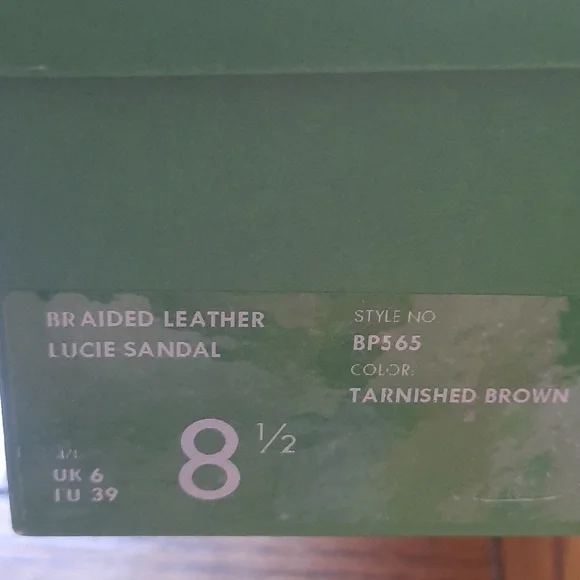 BRAIDED LEATHER
LUCIE SANDAL
STYLE NO
BP565
COLOR:
TARNISHED BROWN
8 ½
UK 6
EU 39